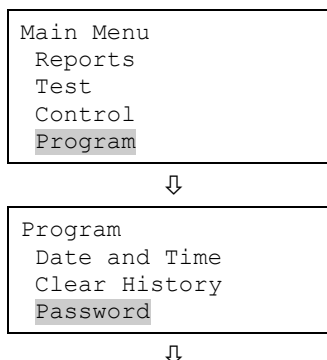 Main Menu
Reports
Test
Control
Program
⇩
Program
Date and Time
Clear History
Password
⇩